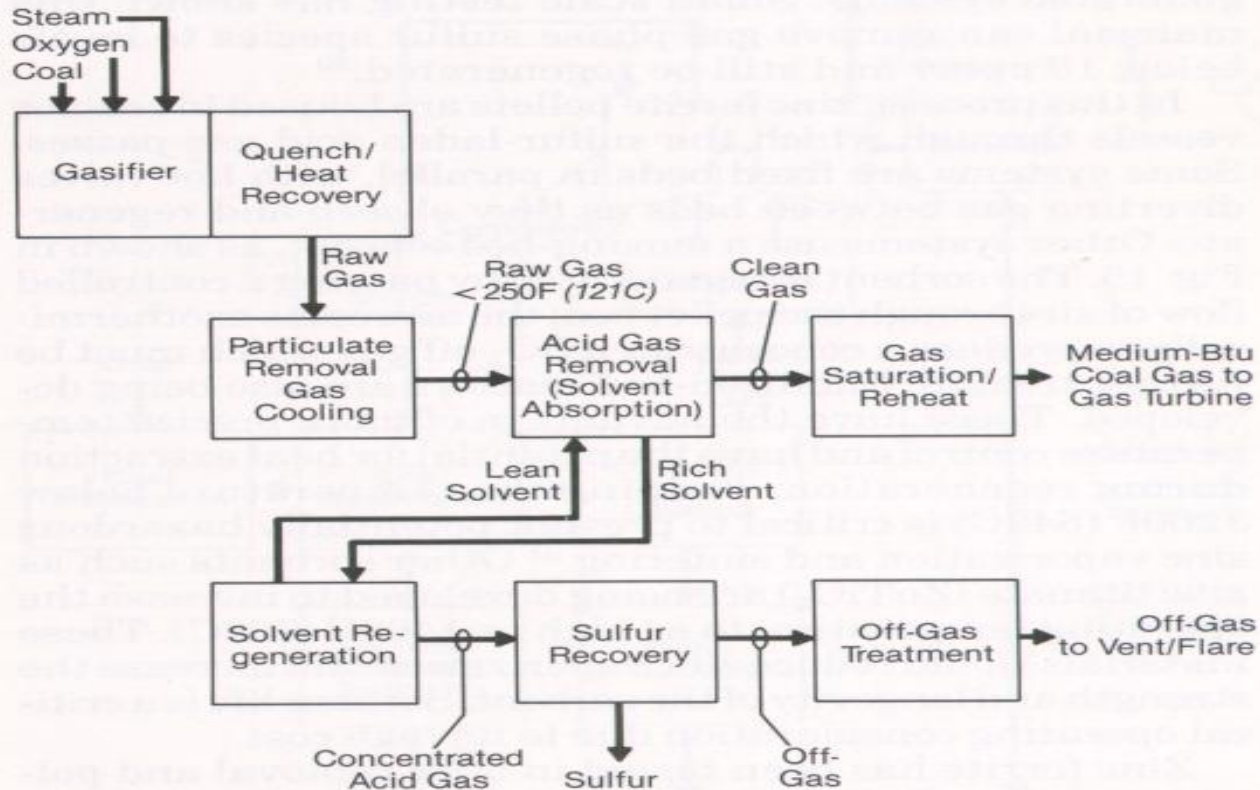 Steam
Oxygen
Coal
Gasifier
Quench/
Heat
Recovery
Raw
Gas
Raw Gas
< 250F (121C)
Clean
Gas
Particulate
Removal
Gas
Cooling
Acid Gas
Removal
(Solvent
Absorption)
Gas
Saturation/
Reheat
Medium-Btu
Coal Gas to
Gas Turbine
Lean
Solvent
Rich
Solvent
Solvent Re-
generation
Sulfur
Recovery
Off-Gas
Treatment
Off-Gas
to Vent/Flare
Concentrated
Acid Gas
Sulfur
Off-
Gas